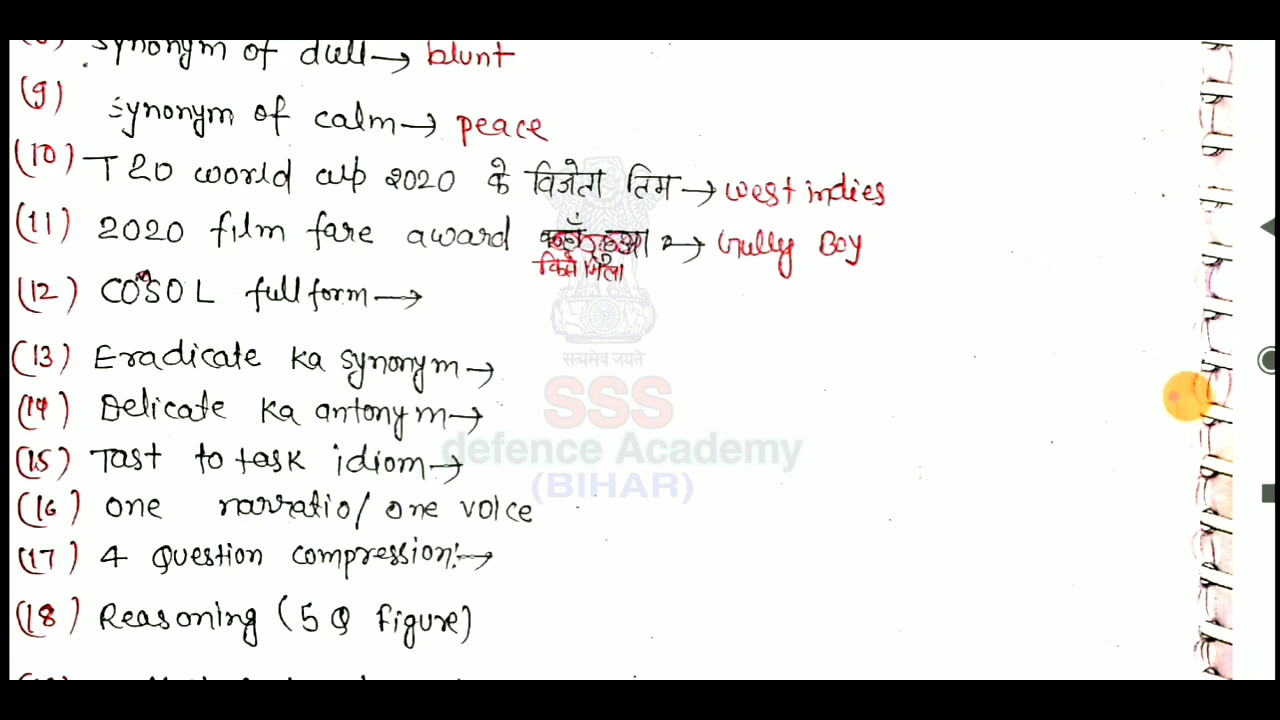 (8) Synonym of dull → blunt
(9) Synonym of calm → peace
(10) T20 world cup 2020 के विजेता तिम → west indies
(11) 2020 film fare award हुआ → Gully Boy
किसे मिला
(12) COSOL full form →
सत्यमेव जयते
(13) Eradicate ka synonym →
(14) Delicate ka antonym →
SSS
defence Academy
(BIHAR)
(15) Tast to task idiom →
(16) one narratio/ one voice
(17) 4 Question compression: →
(18) Reasoning (5 Q figure)